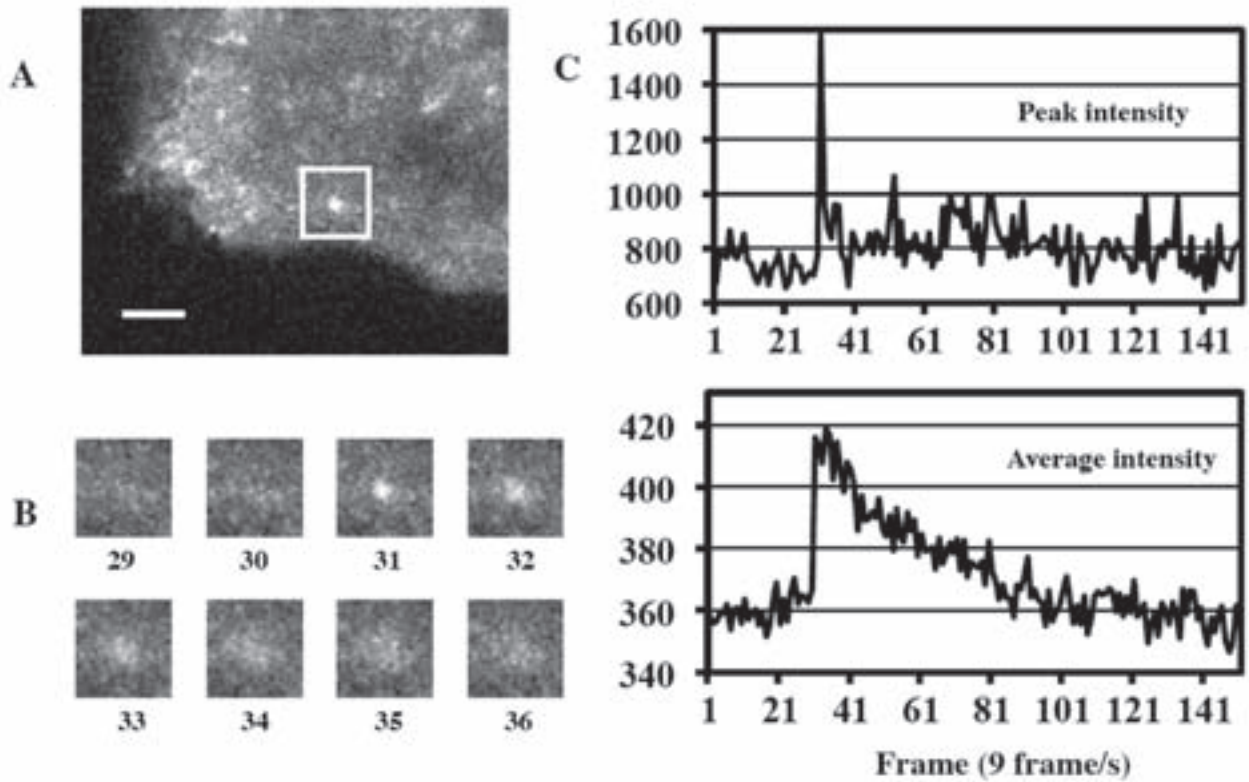 A
B
29 30 31 32
33 34 35 36
C
1600
1400
1200
1000
800
600
Peak intensity
1 21 41 61 81 101 121 141
420
400
380
360
340
Average intensity
1 21 41 61 81 101 121 141
Frame (9 frame/s)